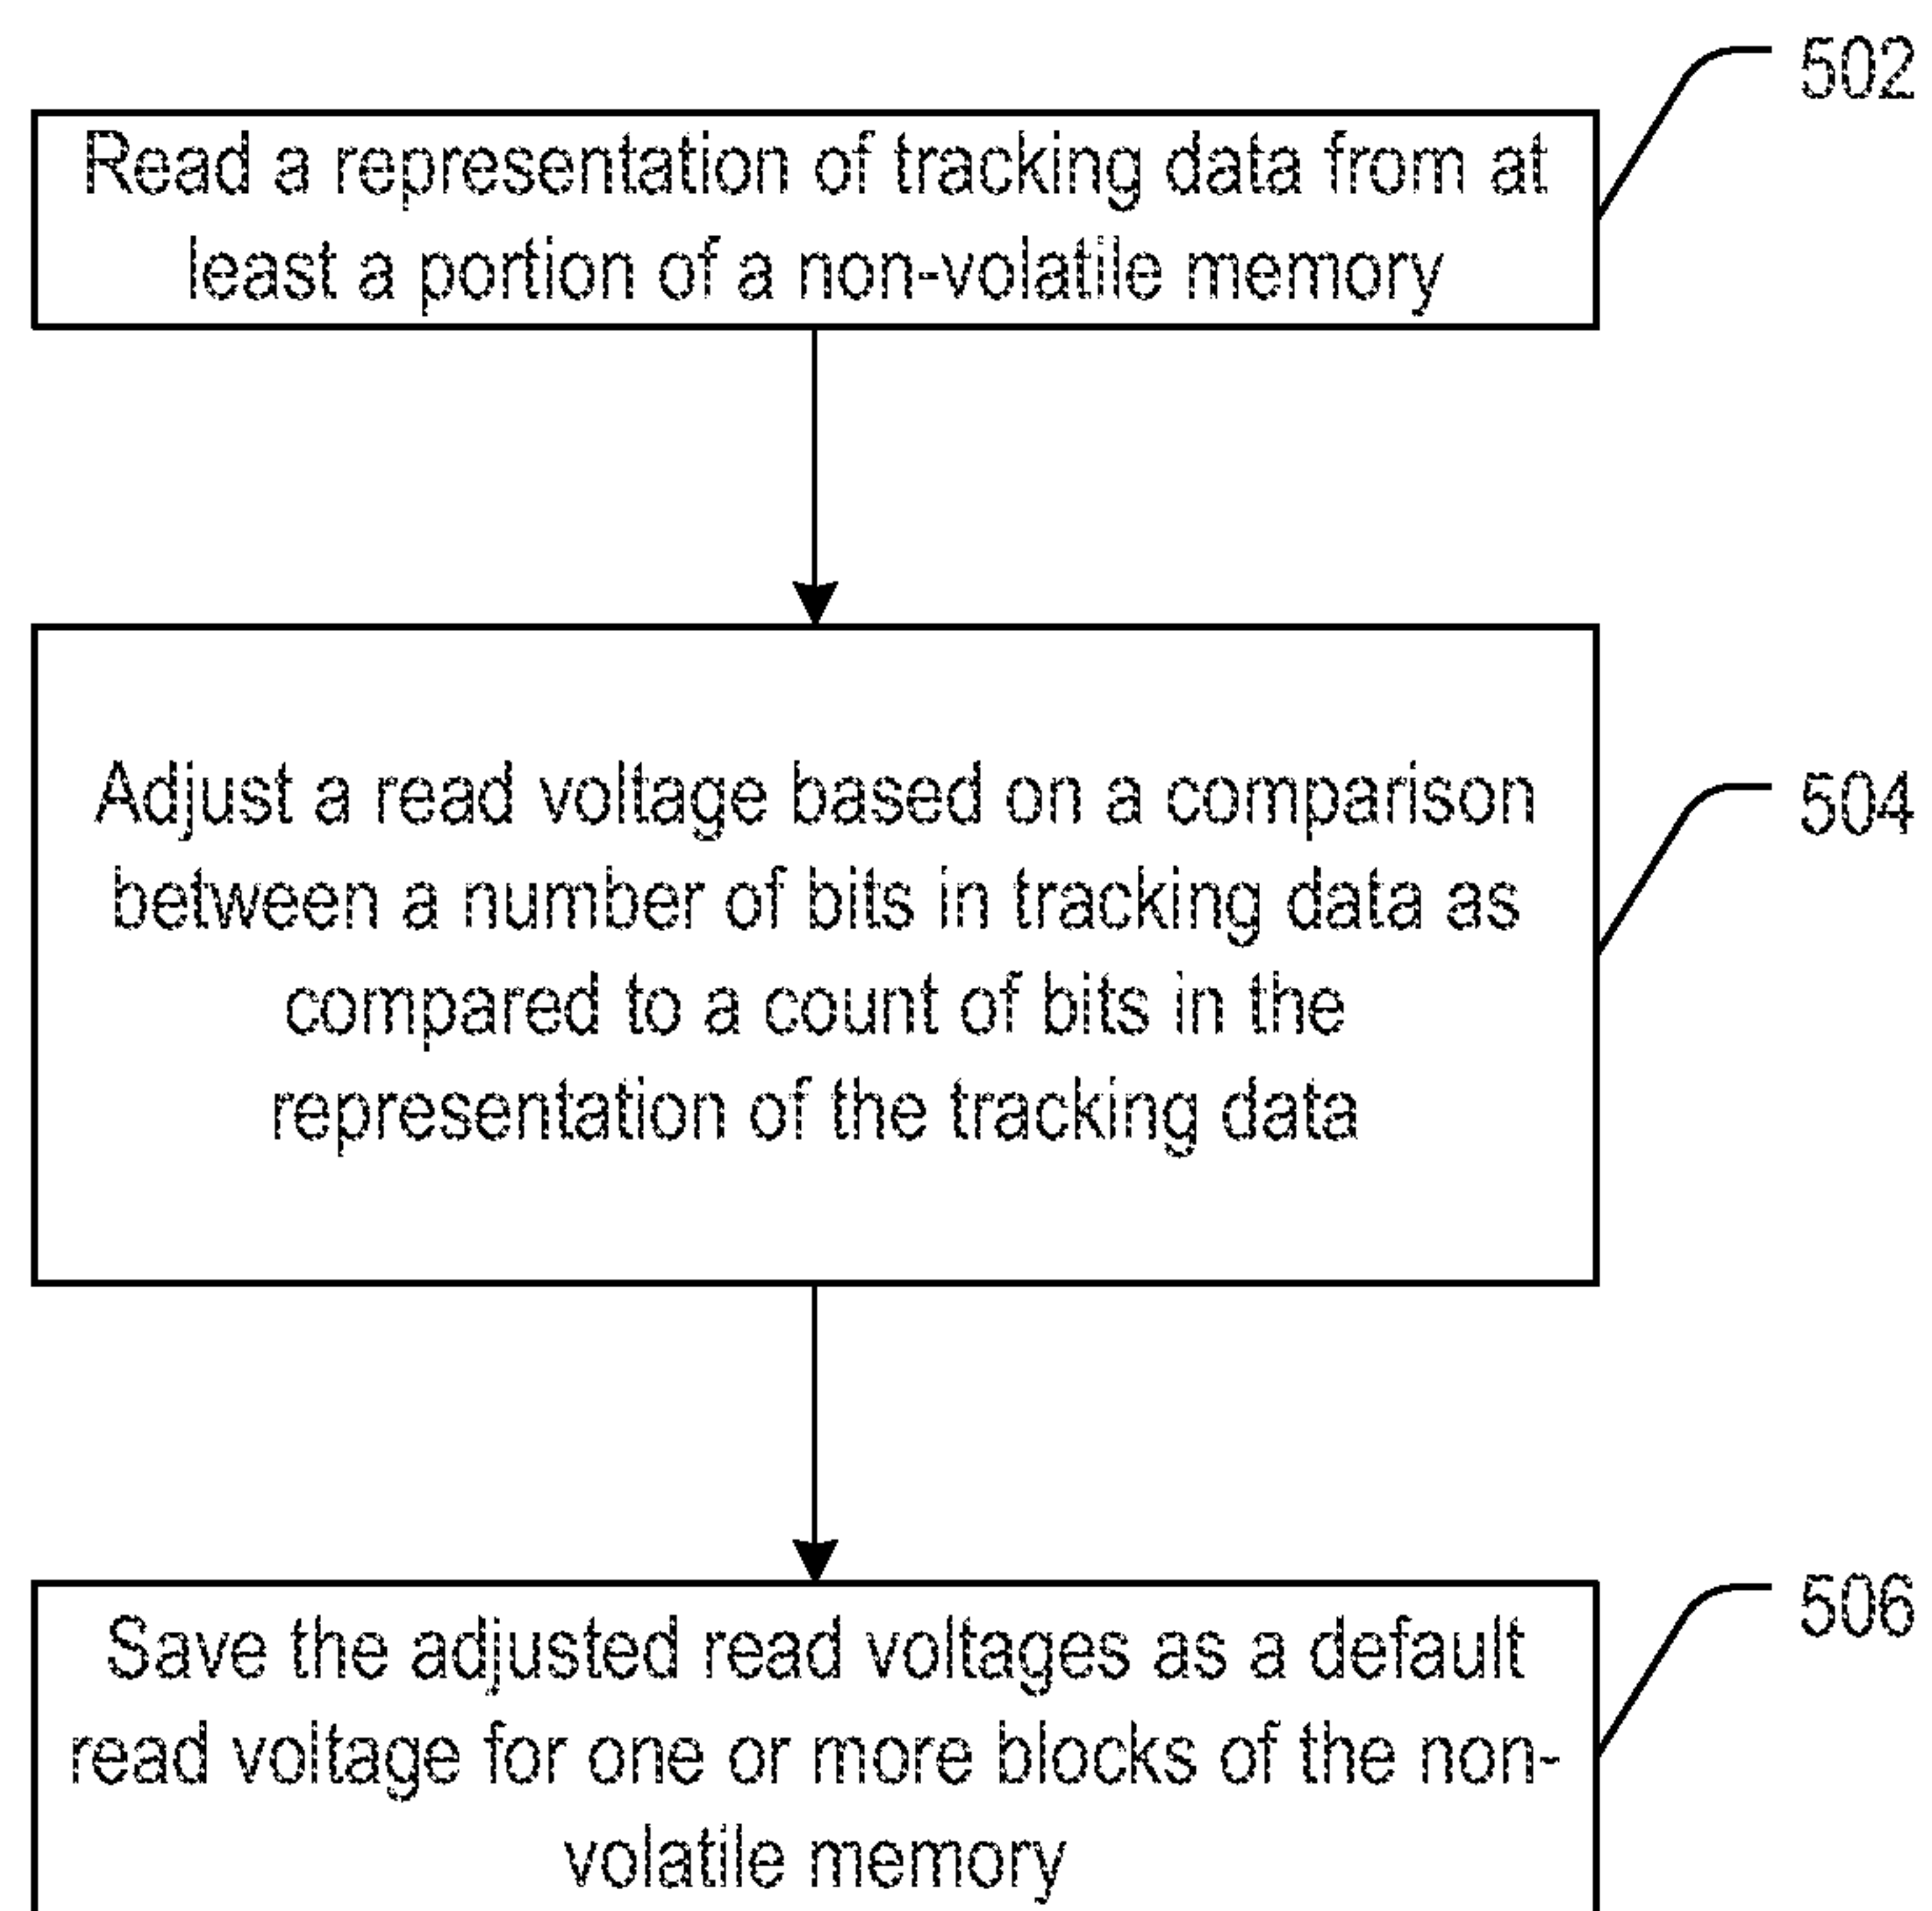 502
Read a representation of tracking data from at
least a portion of a non-volatile memory
Adjust a read voltage based on a comparison
504
between a number of bits in tracking data as
compared to a count of bits in the
representation of the tracking data
506
Save the adjusted read voltages as a default
read voltage for one or more blocks of the non-
volatile memory